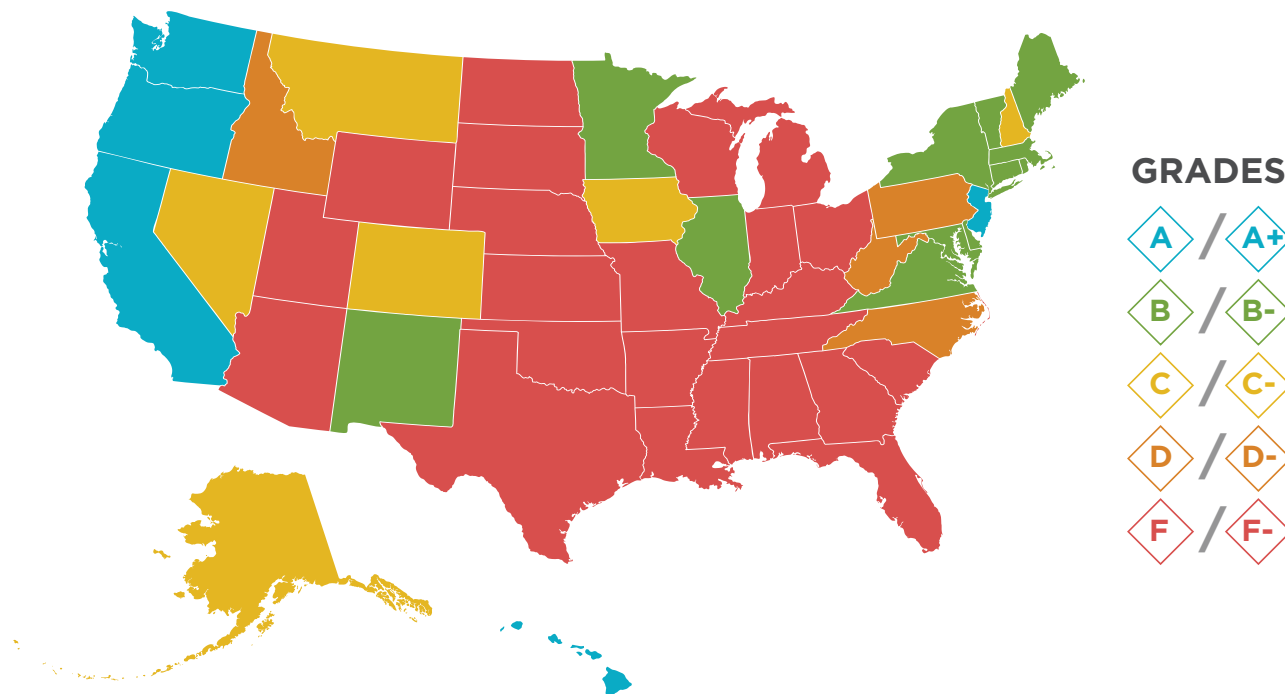 GRADES
A / A+
B / B-
C / C-
D / D-
F / F-